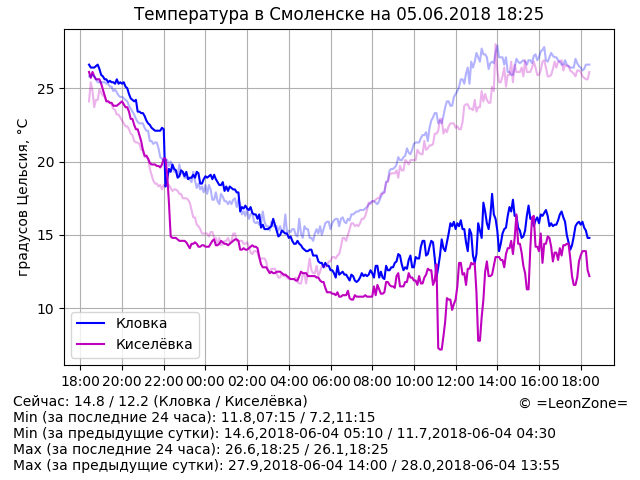 Температура в Смоленске на 05.06.2018 18:25
градусов Цельсия, °C
25
20
15
10
Кловка
Киселёвка
18:00 20:00 22:00 00:00 02:00 04:00 06:00 08:00 10:00 12:00 14:00 16:00 18:00
Сейчас: 14.8 / 12.2 (Кловка / Киселёвка)
© =LeonZone=
Min (за последние 24 часа): 11.8,07:15 / 7.2,11:15
Min (за предыдущие сутки): 14.6,2018-06-04 05:10 / 11.7,2018-06-04 04:30
Max (за последние 24 часа): 26.6,18:25 / 26.1,18:25
Max (за предыдущие сутки): 27.9,2018-06-04 14:00 / 28.0,2018-06-04 13:55